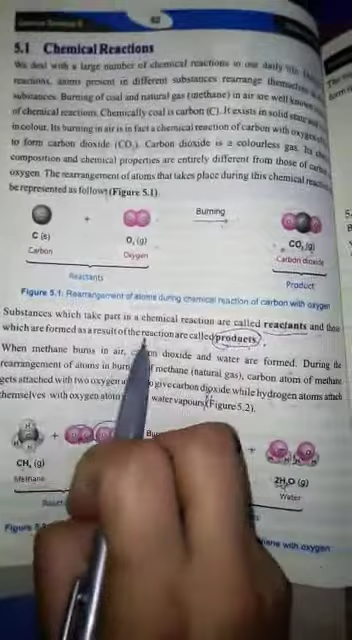 62
5.1 Chemical Reactions
We deal with a large number of chemical reactions in our daily life.
reactions, atoms present in different substances rearrange themselves
substances. Burning of coal and natural gas (methane) in air are well known
of chemical reactions. Chemically coal is carbon (C). It exists in solid state and
in colour. Its burning in air is in fact a chemical reaction of carbon with oxygen
to form carbon dioxide (CO₂). Carbon dioxide is a colourless gas. Its
composition and chemical properties are entirely different from those of carbon
oxygen. The rearrangement of atoms that takes place during this chemical reaction
be represented as follows (Figure 5.1).
+ Burning
C (s) O₂ (g) CO₂ (g)
Carbon Oxygen Carbon dioxide
Reactants Product
Figure 5.1: Rearrangement of atoms during chemical reaction of carbon with oxygen
Substances which take part in a chemical reaction are called reactants and those
which are formed as a result of the reaction are called products.
When methane burns in air, dioxide and water are formed. During the
rearrangement of atoms in methane (natural gas), carbon atom of methane
gets attached with two oxygen to give carbon dioxide while hydrogen atoms attach
themselves with oxygen water vapours (Figure 5.2).
+ +
CH₄ (g) 2H₂O (g)
Methane Water
Figure with oxygen